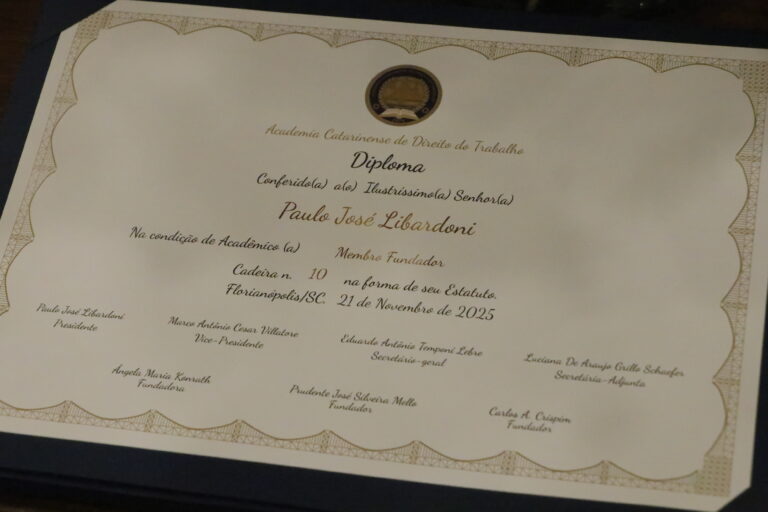 Academia Catarinense de Direito do Trabalho
Diploma
Conferido(a) a(o) Ilustríssimo(a) Senhor(a)
Paulo José Libardoni
Na condição de Acadêmico (a) Membro Fundador
Cadeira n. 10 na forma de seu Estatuto.
Florianópolis/SC. 21 de Novembro de 2025
Paulo José Libardoni
Presidente
Marco Antônio Cesar Villatore
Vice-Presidente
Eduardo Antônio Temponi Lebre
Secretário-geral
Luciana De Araujo Grillo Schaefer
Secretária-Adjunta
Angela Maria Konrath
Fundadora
Prudente José Silveira Mello
Fundador
Carlos A. Crispim
Fundador